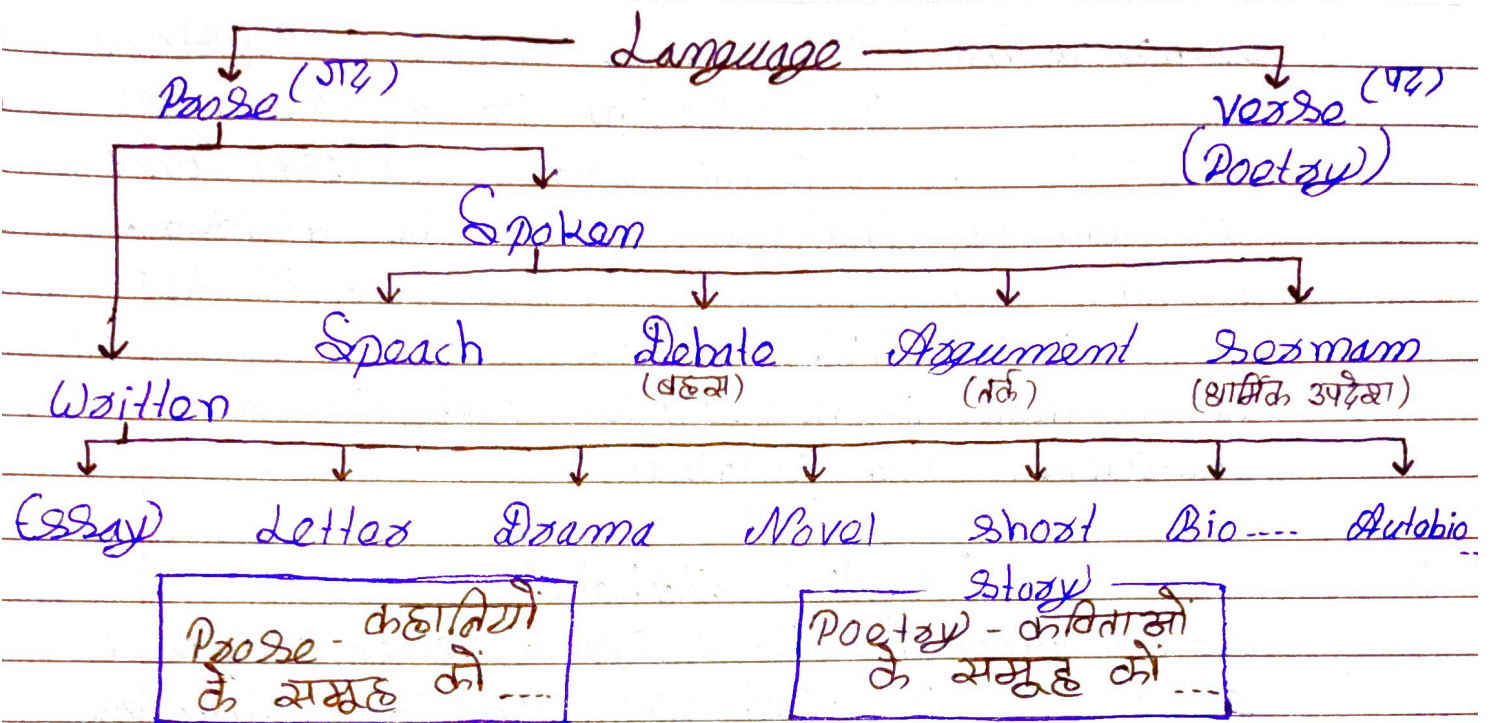 Language
Prose (गद्य) Verse (पद्य)
(Poetry)
Spoken
Speach Debate Argument Sermam
(बहस) (तर्क) (धार्मिक उपदेश)
Written
Essay Letter Drama Novel Short Bio.... Autobio..
Story
Prose - कहानियों
के समूह को ....
Poetry - कविताओं
के समूह को ...